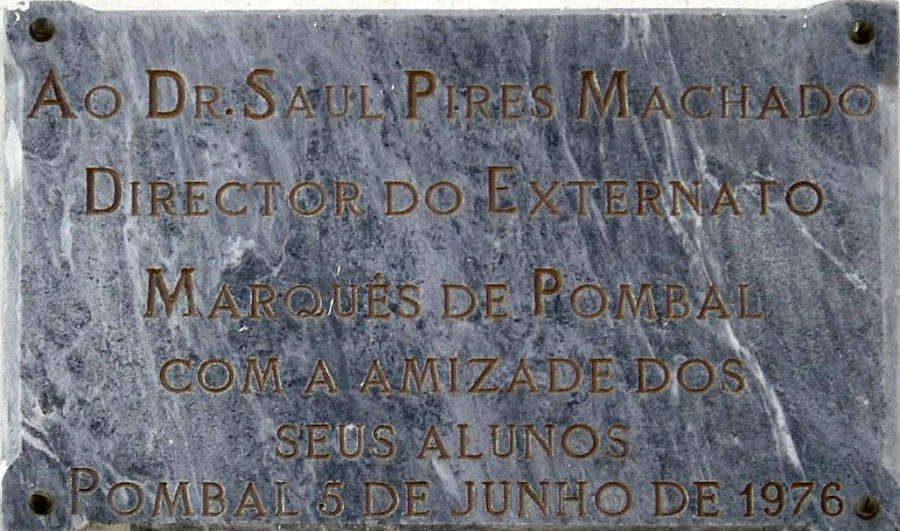 Ao Dr. Saul Pires Machado
Director do Externato
Marqués de Pombal
com a amizade dos
seus alunos
Pombal 5 de Junho de 1976